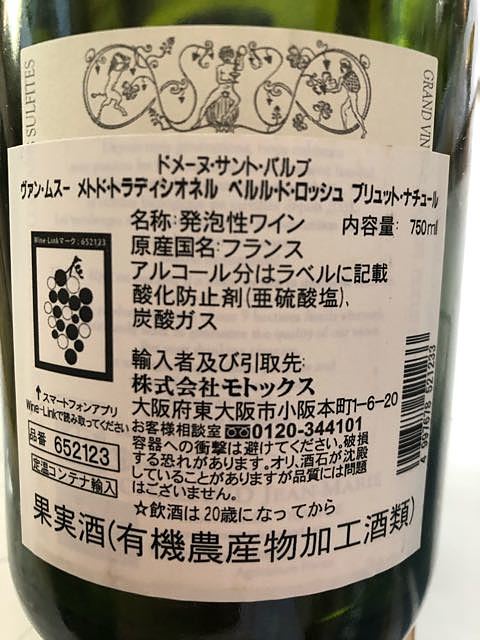 SULFITES
GRAND VIN
ドメーヌ・サント・バルブ
ヴァン・ムスー メトド・トラディシオネル ペルル・ド・ロッシュ ブリュット・ナチュール
名称:発泡性ワイン 内容量: 750ml
原産国名:フランス
アルコール分はラベルに記載
酸化防止剤(亜硫酸塩)、
炭酸ガス
Wine-Linkマーク:652123
↑スマートフォンアプリ
Wine-Linkで読み取ってください
輸入者及び引取先:
株式会社モトックス
大阪府東大阪市小阪本町1-6-20
お客様相談室 0120-344101
容器への衝撃は避けてください。破損
する恐れがあります。オリ、酒石が沈殿
していることがありますが品質には問題
はございません。
品番 652123
定温コンテナ輸入
☆飲酒は20歳になってから
果実酒(有機農産物加工酒類)
4 991678 521233
JEAN-MARIE